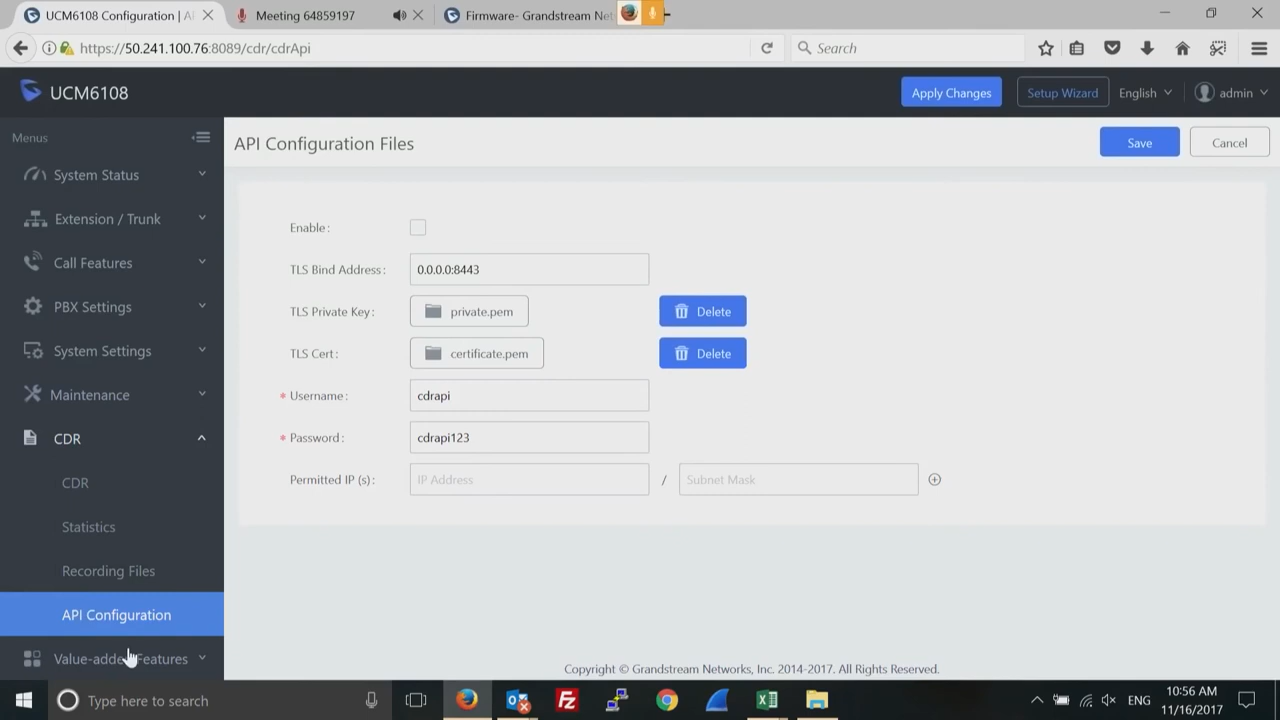 UCM6108 Configuration | A
Meeting 64859197
Firmware- Grandstream Net
https://50.241.100.76:8089/cdr/cdrApi
Search
UCM6108
Apply Changes
Setup Wizard
English
admin
Menus
API Configuration Files
Save
Cancel
System Status
Extension / Trunk
Call Features
PBX Settings
System Settings
Maintenance
CDR
CDR
Statistics
Recording Files
API Configuration
Value-added Features
Enable :
TLS Bind Address :
0.0.0.0:8443
TLS Private Key :
private.pem
Delete
TLS Cert :
certificate.pem
Delete
* Username :
cdrapi
* Password :
cdrapi123
Permitted IP (s) :
IP Address
/
Subnet Mask
Copyright © Grandstream Networks, Inc. 2014-2017. All Rights Reserved.
Type here to search
ENG
10:56 AM
11/16/2017